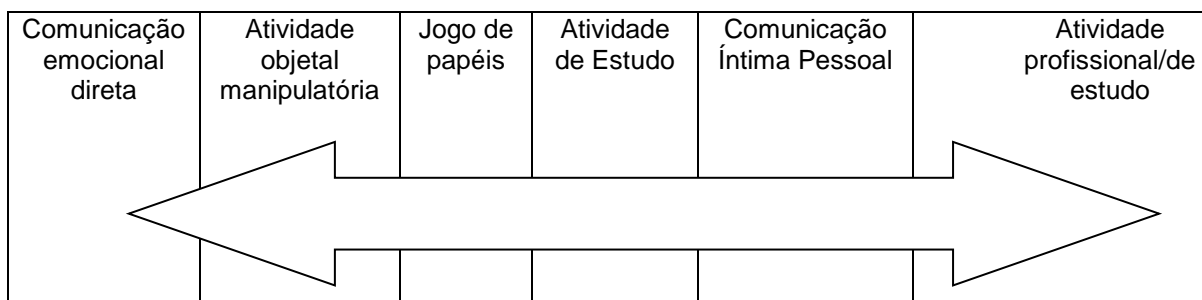 Comunicação
emocional
direta
Atividade
objetal
manipulatória
Jogo de
papéis
Atividade
de Estudo
Comunicação
Íntima Pessoal
Atividade
profissional/de
estudo